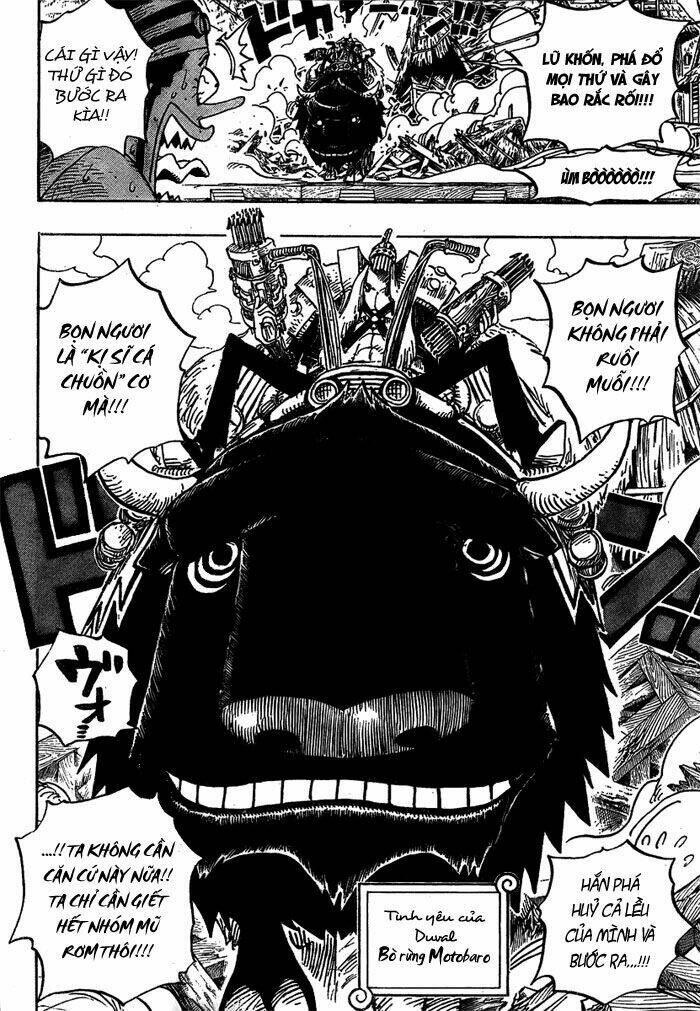 CÁI GÌ VẬY!
THỨ GÌ ĐÓ
BƯỚC RA
KÌA!!
LŨ KHỐN, PHÁ ĐỔ
MỌI THỨ VÀ GÂY
BAO RẮC RỐI!!!
ÙM BÒÒÒÒÒÒ!!!
BỌN NGƯƠI
LÀ "KỊ SĨ CÁ
CHUỒN" CƠ
MÀ!!!
BỌN NGƯƠI
KHÔNG PHẢI
RUỒI
MUỖI!!!
ド
ヴォ
...!! TA KHÔNG CẦN
CĂN CỨ NÀY NỮA!!
TA CHỈ CẦN GIẾT
HẾT NHÓM MŨ
RƠM THÔI!!!
Tình yêu của
Duval
Bò rừng Motobaro
HẮN PHÁ
HUỶ CẢ LỀU
CỦA MÌNH VÀ
BƯỚC RA,..!!!